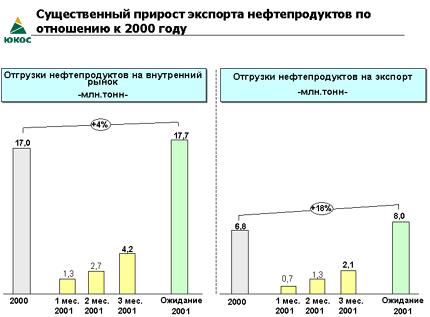 Существенный прирост экспорта нефтепродуктов по
отношению к 2000 году
ЮКОС
Отгрузки нефтепродуктов на внутренний
рынок
-млн.тонн-
+4%
17,0
17,7
1,3
2,7
4,2
2000
1 мес.
2001
2 мес.
2001
3 мес.
2001
Ожидание
2001
Отгрузки нефтепродуктов на экспорт
-млн.тонн-
+18%
6,8
8,0
0,7
1,3
2,1
2000
1 мес.
2001
2 мес.
2001
3 мес.
2001
Ожидание
2001